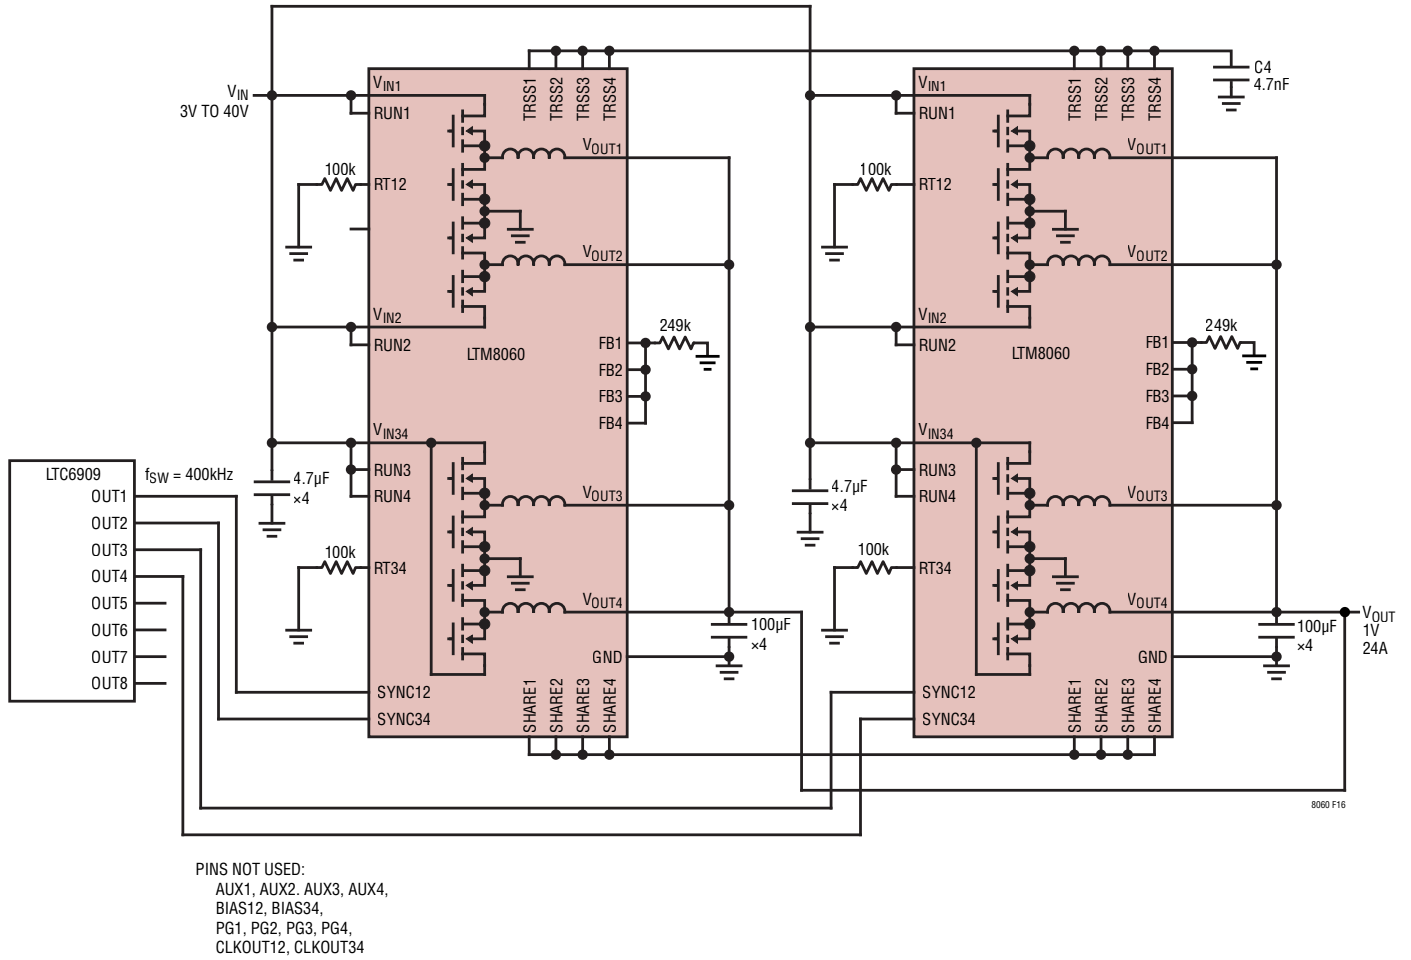 VIN
3V TO 40V
VIN1
RUN1
100k
RT12
VIN2
RUN2
VIN34
RUN3
RUN4
4.7µF
×4
100k
RT34
SYNC12
SYNC34
TRSS1
TRSS2
TRSS3
TRSS4
VOUT1
VOUT2
LTM8060
FB1
FB2
FB3
FB4
249k
VOUT3
VOUT4
100µF
×4
GND
SHARE1
SHARE2
SHARE3
SHARE4
LTC6909
fSW = 400kHz
OUT1
OUT2
OUT3
OUT4
OUT5
OUT6
OUT7
OUT8
VIN1
RUN1
100k
RT12
VIN2
RUN2
VIN34
RUN3
RUN4
4.7µF
×4
100k
RT34
SYNC12
SYNC34
TRSS1
TRSS2
TRSS3
TRSS4
C4
4.7nF
VOUT1
VOUT2
LTM8060
FB1
FB2
FB3
FB4
249k
VOUT3
VOUT4
100µF
×4
GND
SHARE1
SHARE2
SHARE3
SHARE4
VOUT
1V
24A
8060 F16
PINS NOT USED:
AUX1, AUX2. AUX3, AUX4,
BIAS12, BIAS34,
PG1, PG2, PG3, PG4,
CLKOUT12, CLKOUT34